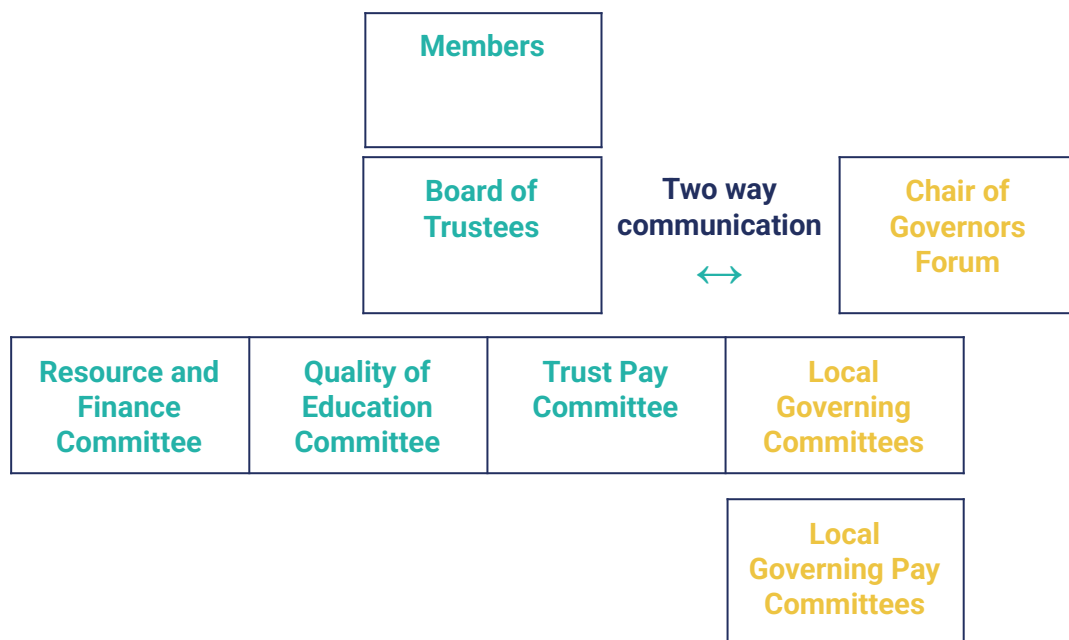 Members
Board of
Trustees
Two way
communication
↔
Chair of
Governors
Forum
Resource and
Finance
Committee
Quality of
Education
Committee
Trust Pay
Committee
Local
Governing
Committees
Local
Governing Pay
Committees